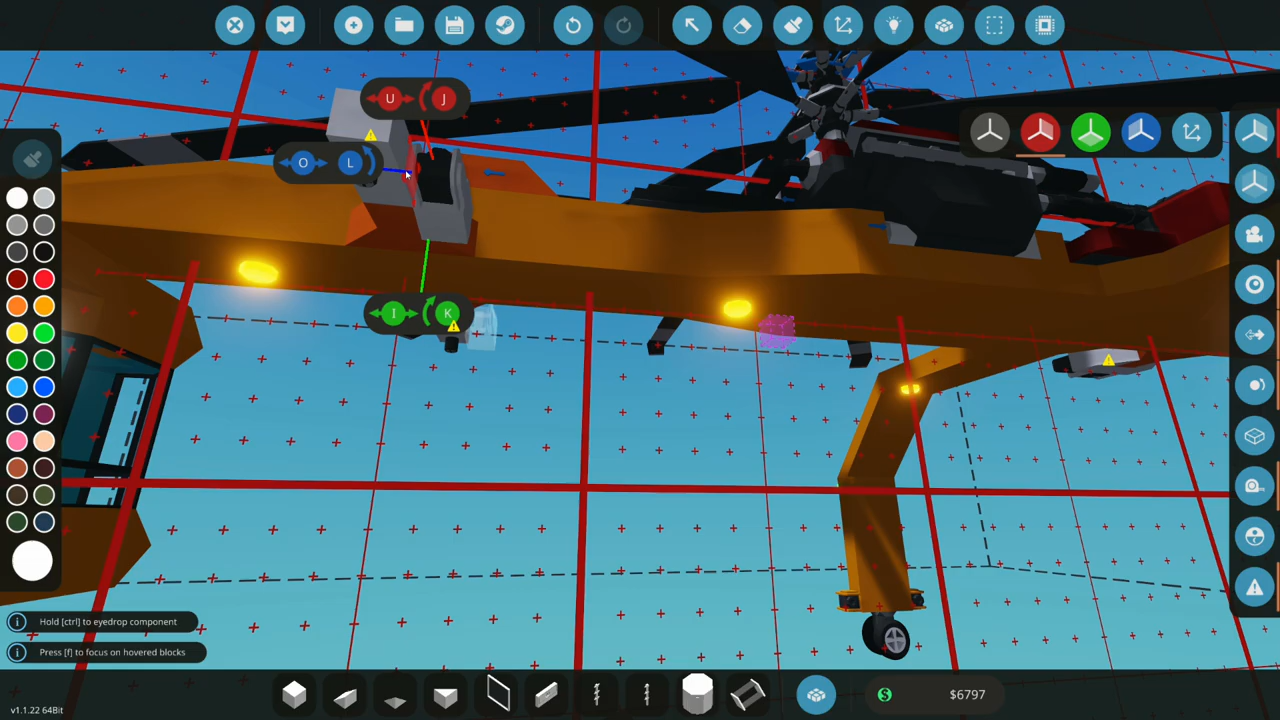 U J
O L
I K
Hold [ctrl] to eyedrop component
Press [f] to focus on hovered blocks
$ $6797
v1.1.22 64Bit